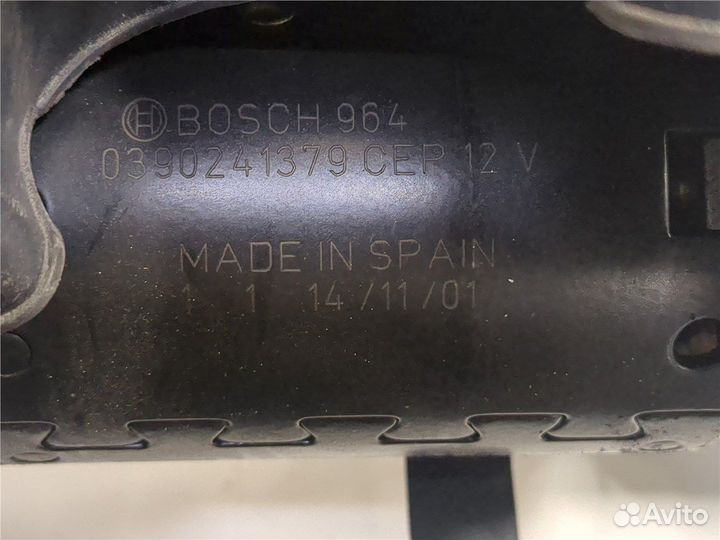 BOSCH 964
0390241379 CEP 12 V
MADE IN SPAIN
1 1 14/11/01
Avito